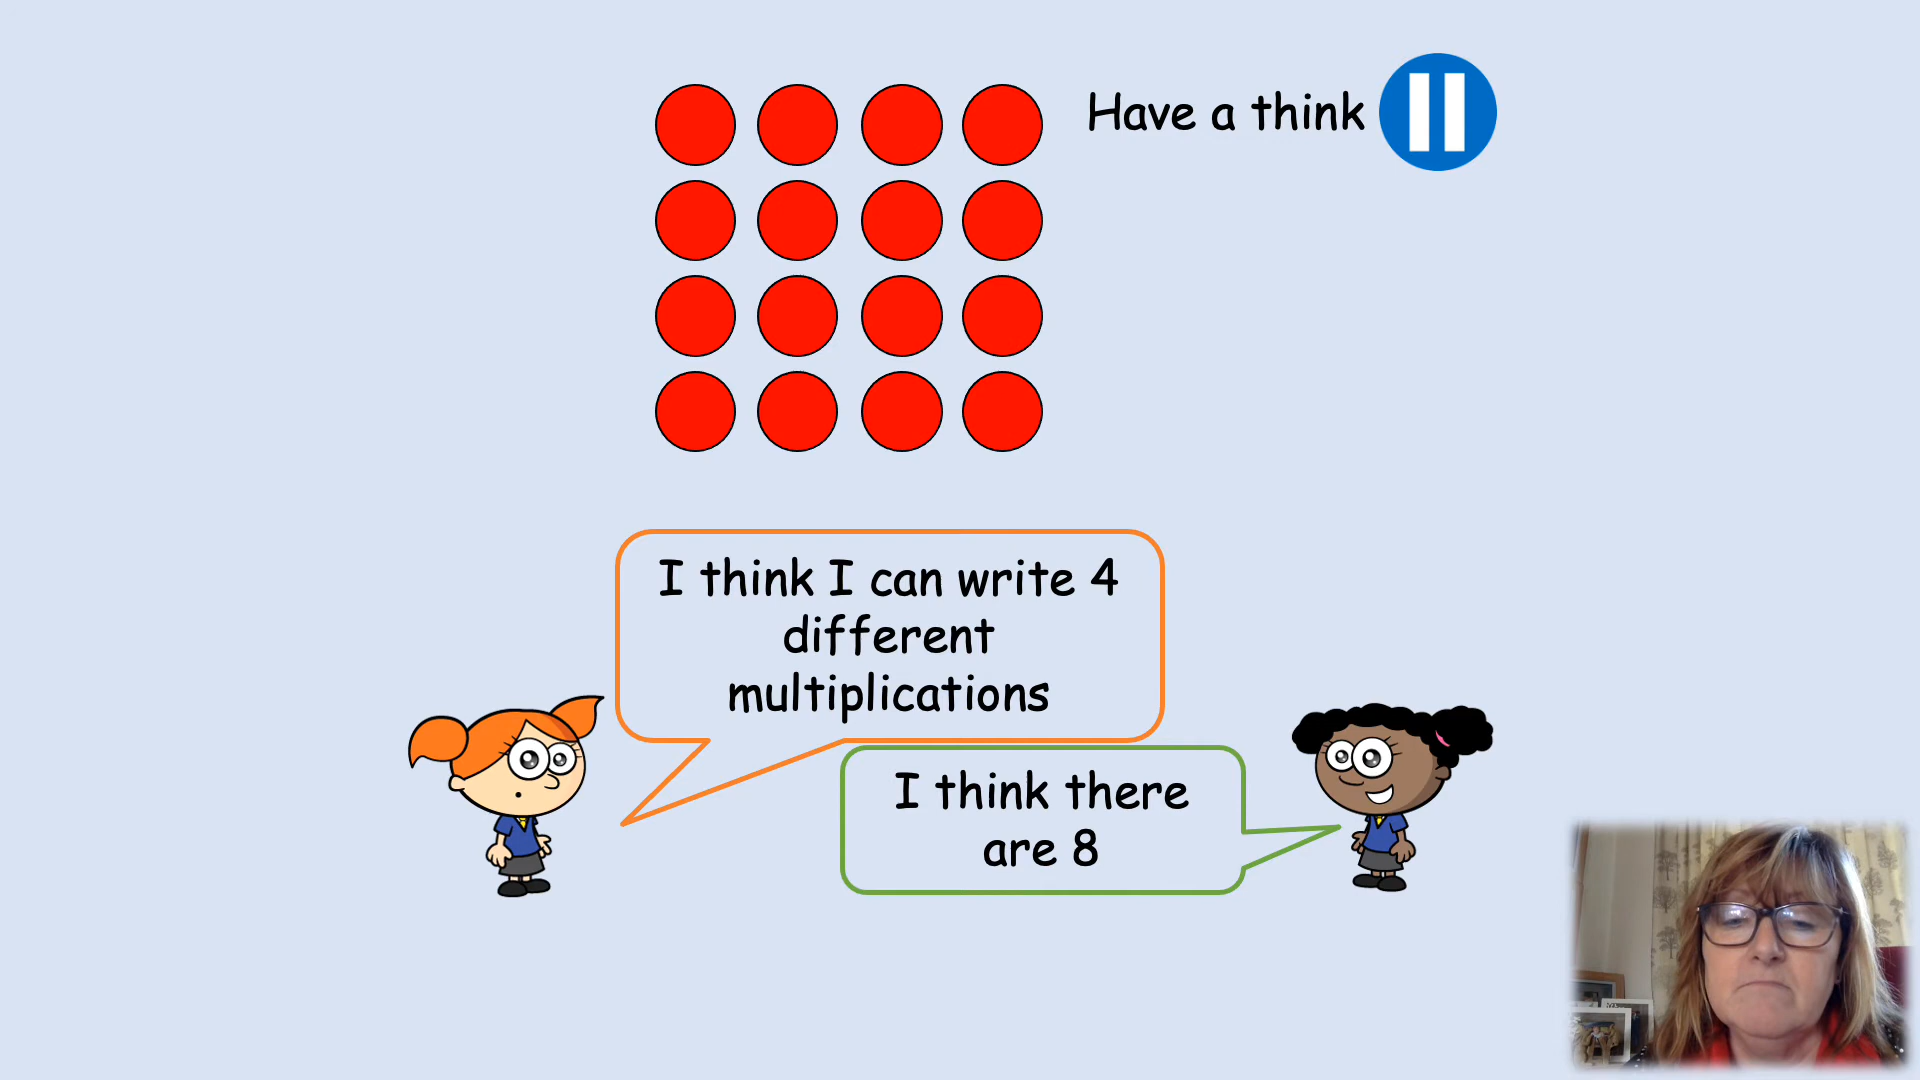 Have a think
I think I can write 4
different
multiplications
I think there
are 8